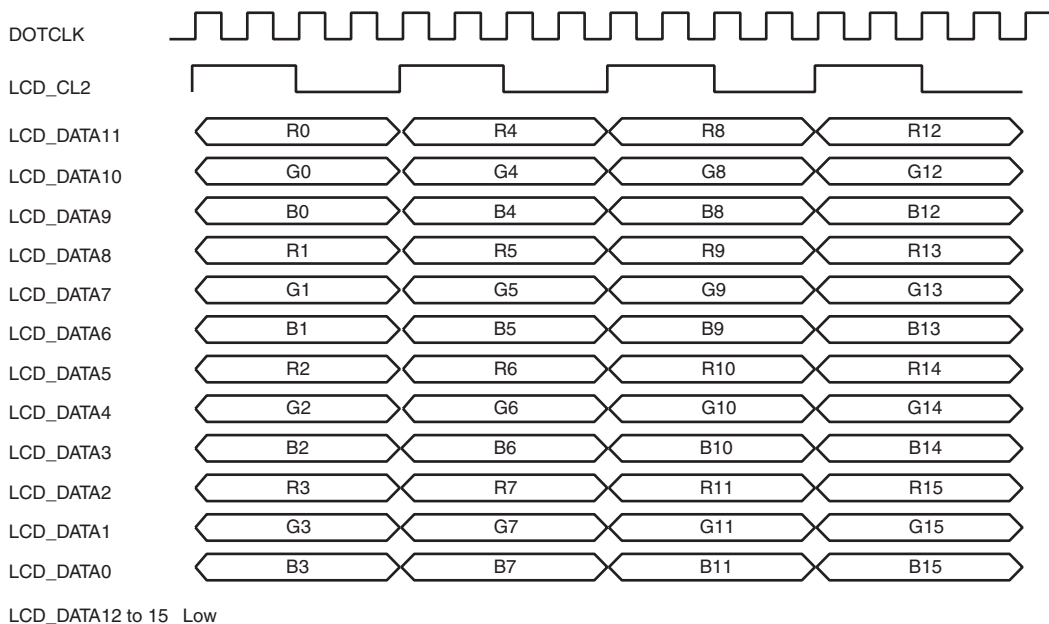 DOTCLK
LCD_CL2
LCD_DATA11 R0 R4 R8 R12
LCD_DATA10 G0 G4 G8 G12
LCD_DATA9 B0 B4 B8 B12
LCD_DATA8 R1 R5 R9 R13
LCD_DATA7 G1 G5 G9 G13
LCD_DATA6 B1 B5 B9 B13
LCD_DATA5 R2 R6 R10 R14
LCD_DATA4 G2 G6 G10 G14
LCD_DATA3 B2 B6 B10 B14
LCD_DATA2 R3 R7 R11 R15
LCD_DATA1 G3 G7 G11 G15
LCD_DATA0 B3 B7 B11 B15
LCD_DATA12 to 15 Low